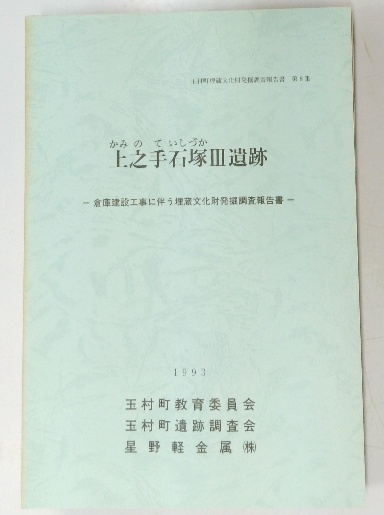 玉村町埋蔵文化財発掘調査報告書　第8集
かみ の て いしづか
上之手石塚Ⅲ遺跡
－倉庫建設工事に伴う埋蔵文化財発掘調査報告書－
1993
玉村町教育委員会
玉村町遺跡調査会
星野軽金属㈱